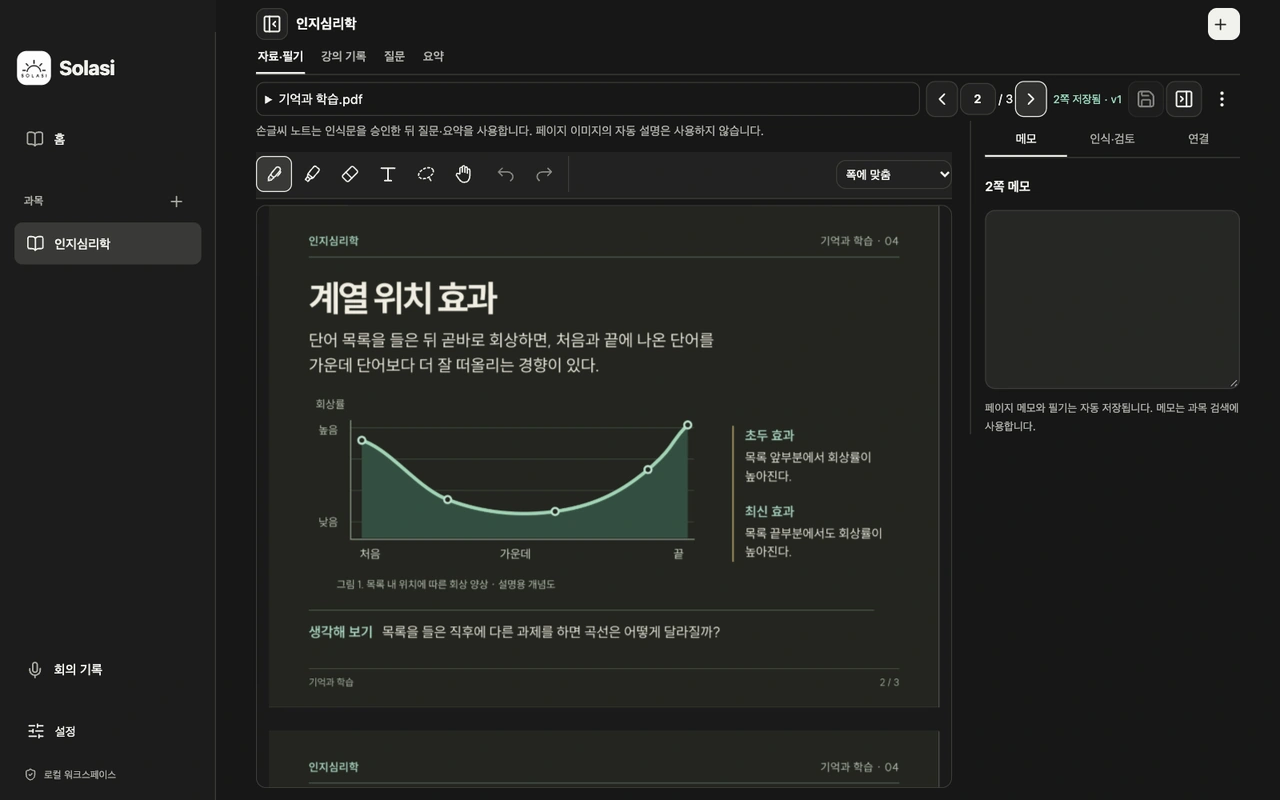 SOLASI
Solasi
홈
과목
인지심리학
회의 기록
설정
로컬 워크스페이스
인지심리학
자료·필기 강의 기록 질문 요약
기억과 학습.pdf
2 / 3
2쪽 저장됨 · v1
손글씨 노트는 인식문을 승인한 뒤 질문·요약을 사용합니다. 페이지 이미지의 자동 설명은 사용하지 않습니다.
폭에 맞춤
인지심리학 기억과 학습 · 04
계열 위치 효과
단어 목록을 들은 뒤 곧바로 회상하면, 처음과 끝에 나온 단어를
가운데 단어보다 더 잘 떠올리는 경향이 있다.
회상률
높음
낮음
처음 가운데 끝
초두 효과
목록 앞부분에서 회상률이
높아진다.
최신 효과
목록 끝부분에서도 회상률이
높아진다.
그림 1. 목록 내 위치에 따른 회상 양상 · 설명용 개념도
생각해 보기 목록을 들은 직후에 다른 과제를 하면 곡선은 어떻게 달라질까?
기억과 학습 2 / 3
인지심리학 기억과 학습 · 04
메모 인식·검토 연결
2쪽 메모
페이지 메모와 필기는 자동 저장됩니다. 메모는 과목 검색에
사용합니다.